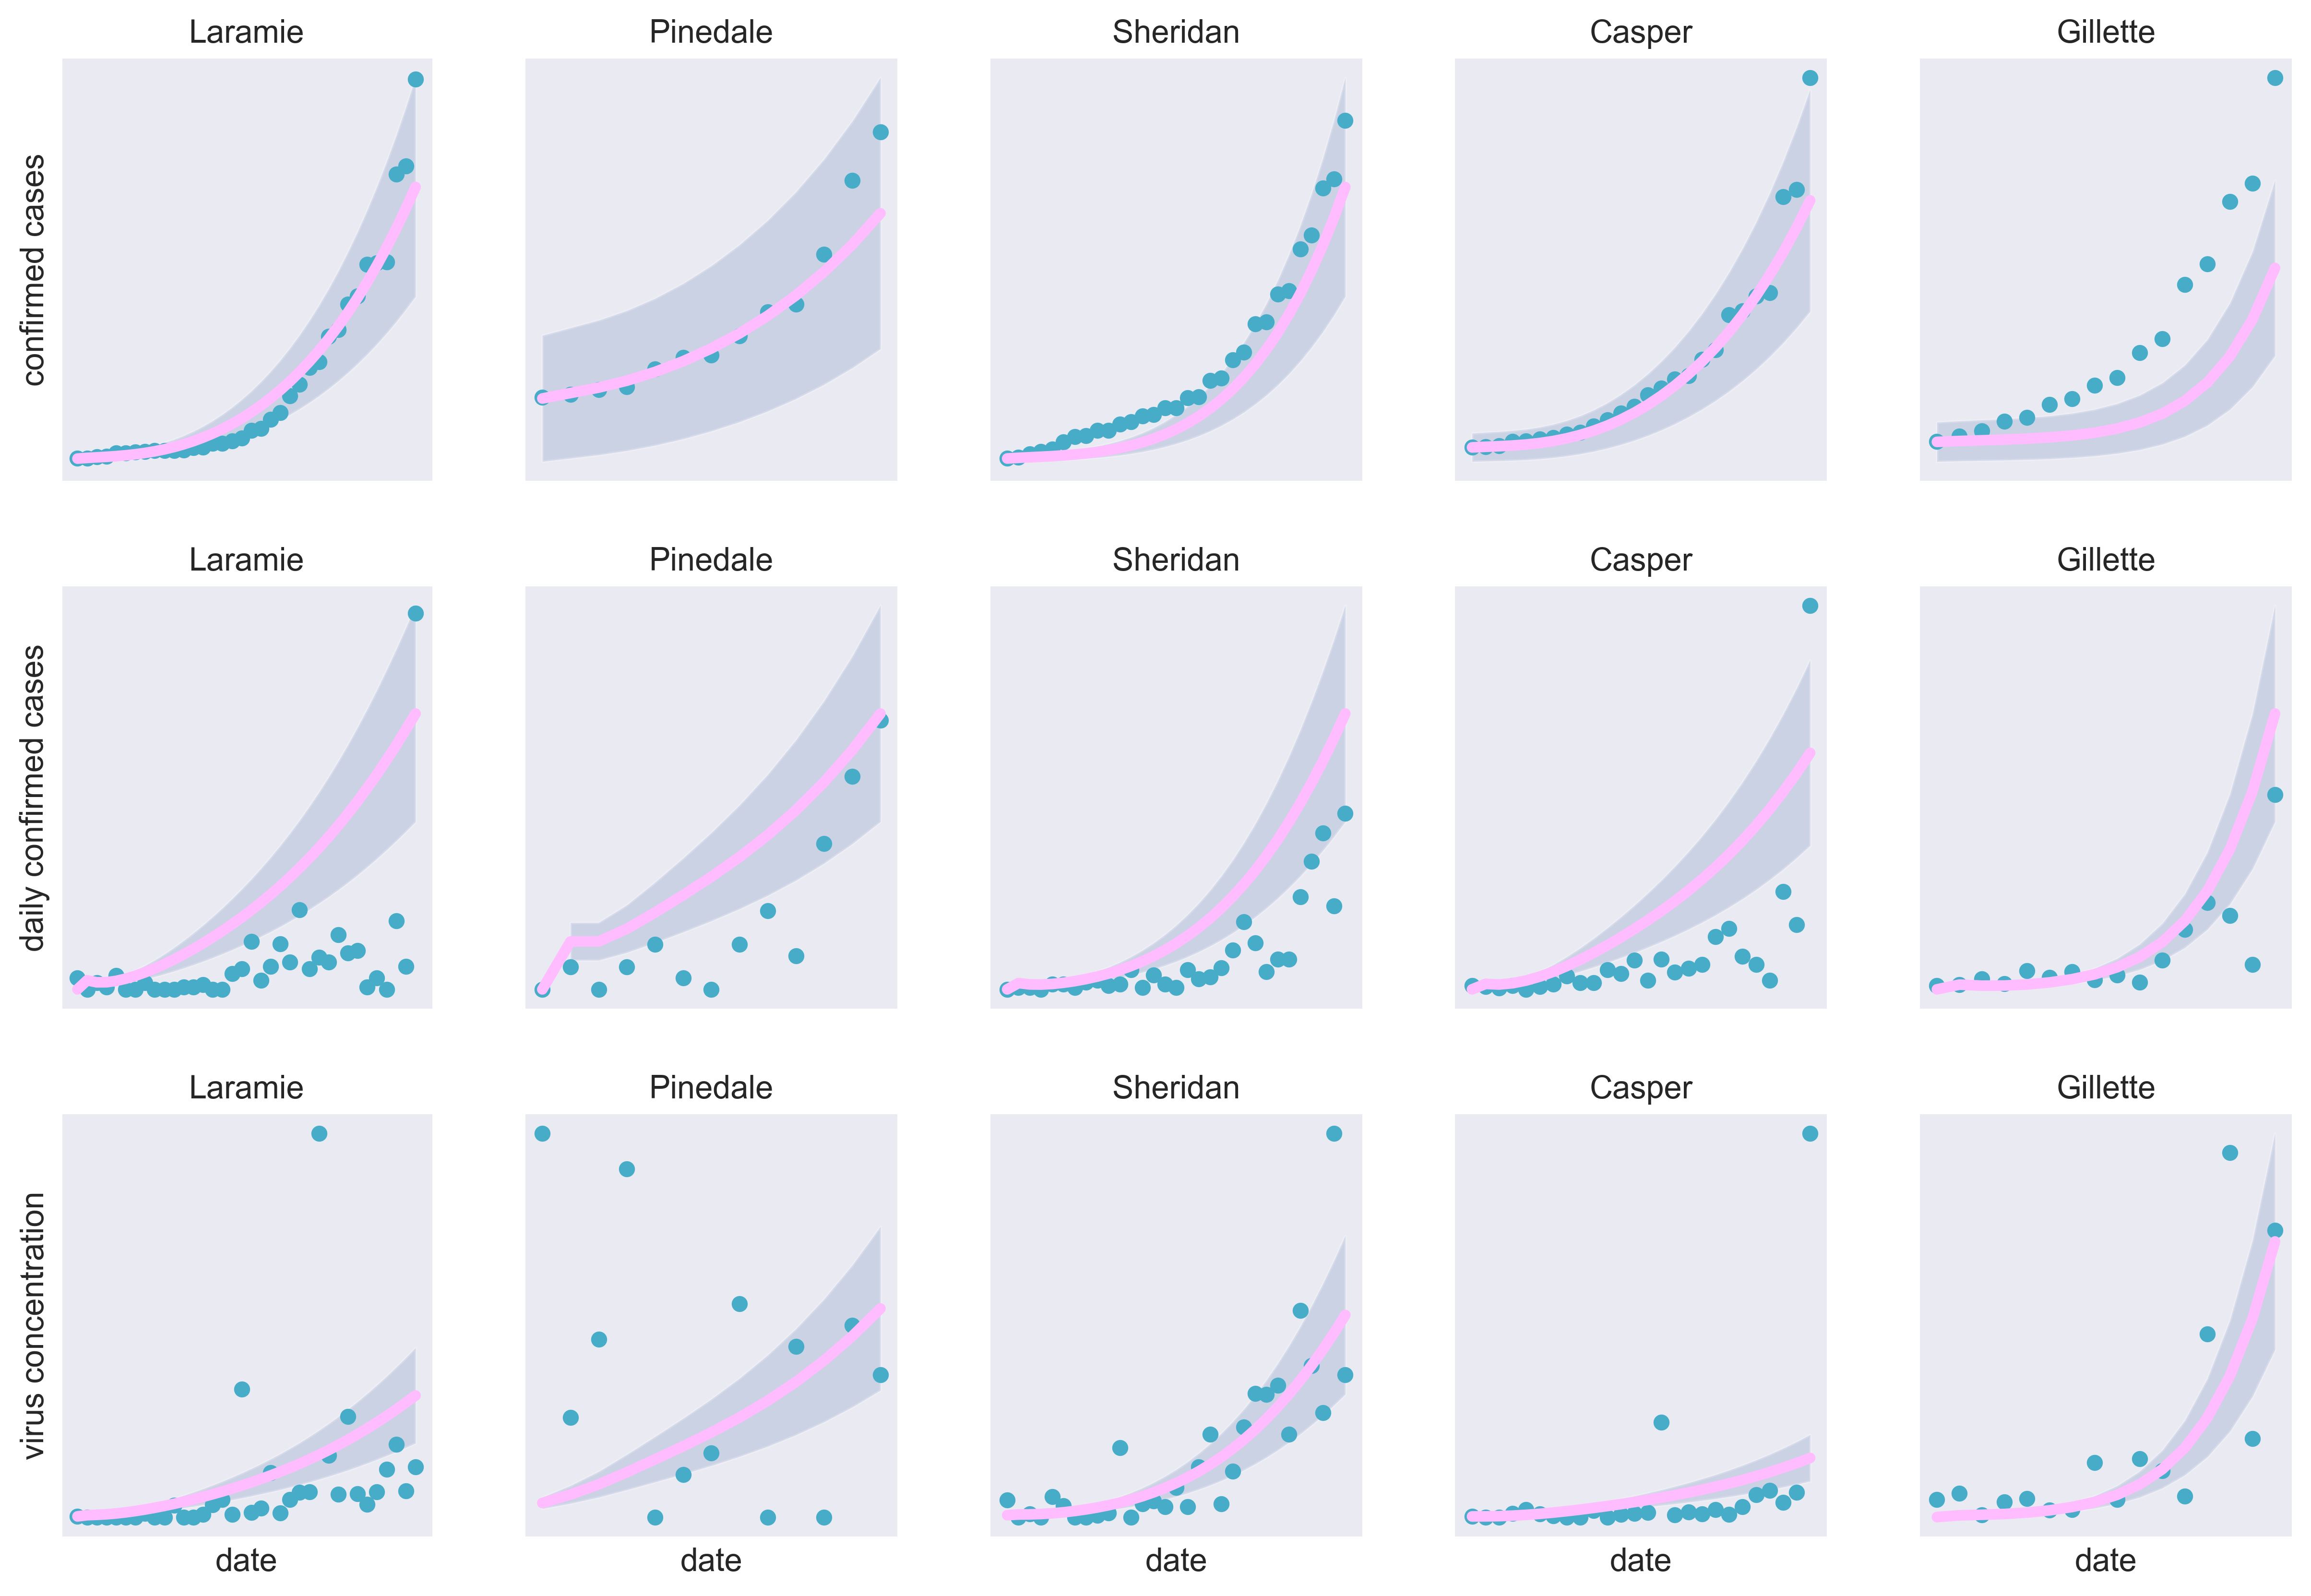 Laramie
Pinedale
Sheridan
Casper
Gillette
confirmed cases
Laramie
Pinedale
Sheridan
Casper
Gillette
daily confirmed cases
Laramie
Pinedale
Sheridan
Casper
Gillette
virus concentration
date
date
date
date
date